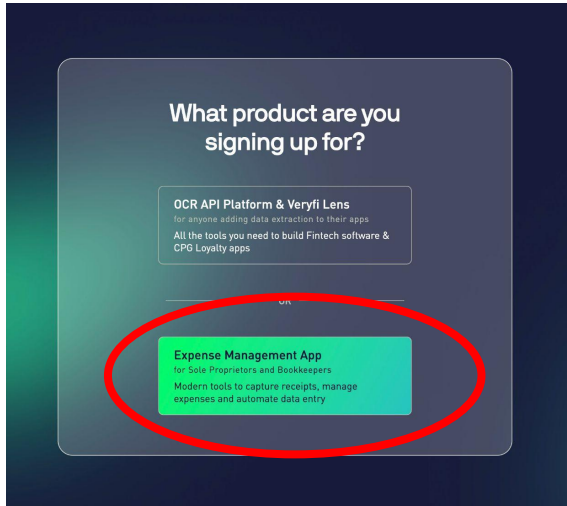 What product are you
signing up for?
OCR API Platform & Veryfi Lens
for anyone adding data extraction to their apps
All the tools you need to build Fintech software &
CPG Loyalty apps
OR
Expense Management App
for Sole Proprietors and Bookkeepers
Modern tools to capture receipts, manage
expenses and automate data entry